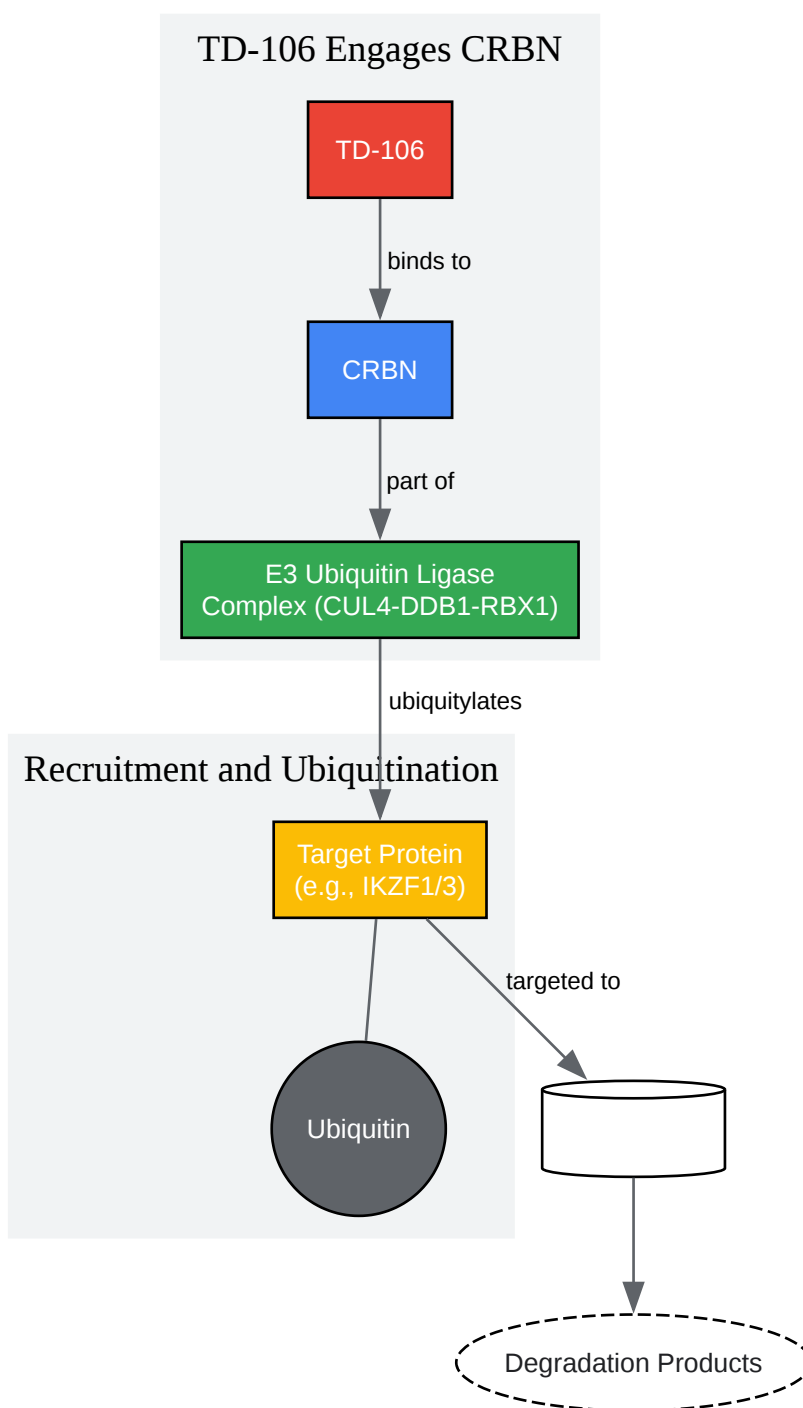 TD-106 Engages CRBN
TD-106
binds to
CRBN
part of
E3 Ubiquitin Ligase
Complex (CUL4-DDB1-RBX1)
ubiquitylates
Recruitment and Ubiquitination
Target Protein
(e.g., IKZF1/3)
targeted to
Ubiquitin
Degradation Products